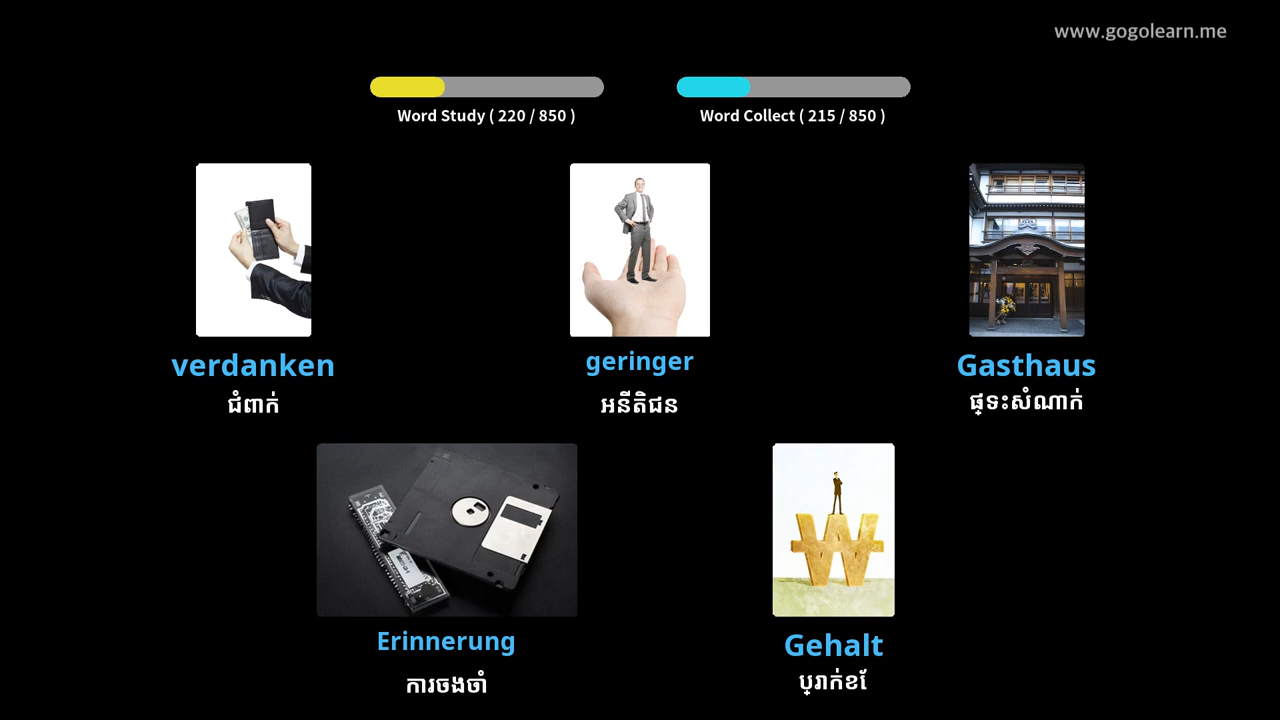 www.gogolearn.me
Word Study ( 220 / 850 )
Word Collect ( 215 / 850 )
verdanken
ជំពាក់
geringer
អនីតិជន
Gasthaus
ផ្ទះសំណាក់
Erinnerung
ការចងចាំ
Gehalt
ប្រាក់ខែ